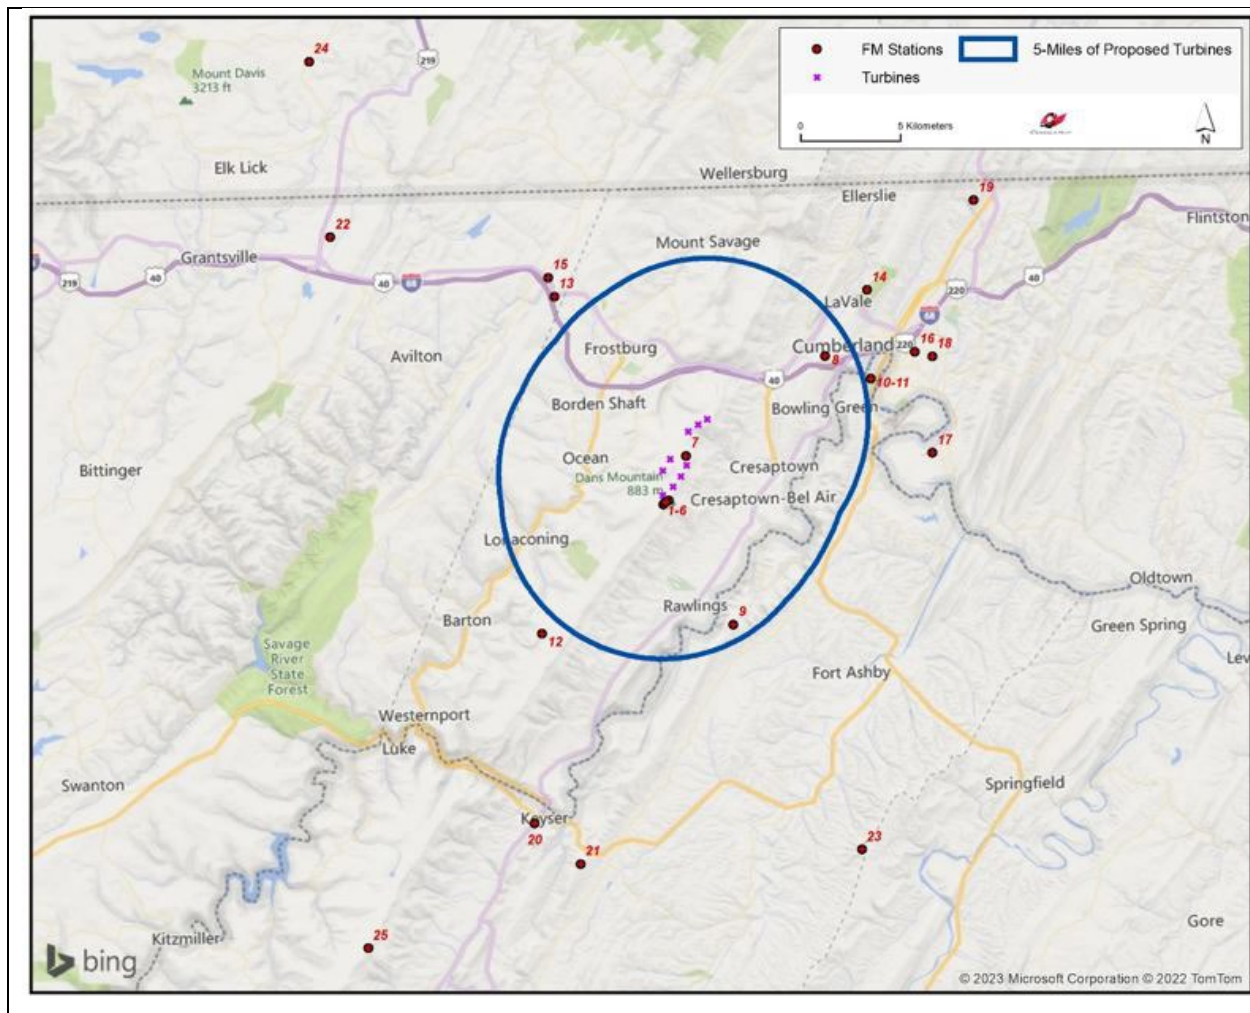 24
Mount Davis
3213 ft
219
FM Stations
5-Miles of Proposed Turbines
Turbines
0
5 Kilometers
N
Elk Lick
Wellersburg
Ellerslie
19
Flintston
22
Mount Savage
Grantsville
219
40
40
68
15
13
14
LaVale
220
40
68
Avilton
Frostburg
Cumberland
220
16
18
8
40
10-11
Borden Shaft
Bowling Green
7
17
Bittinger
Ocean
Dans Mountain
883 m
Cresaptown
Cresaptown-Bel Air
1-6
Lonaconing
Oldtown
Barton
12
Rawlings
9
Green Spring
Savage
River
State
Forest
Lev
Fort Ashby
Westernport
Luke
Swanton
Springfield
Keyser
20
21
23
Gore
Kitzmiller
25
bing
© 2023 Microsoft Corporation © 2022 TomTom